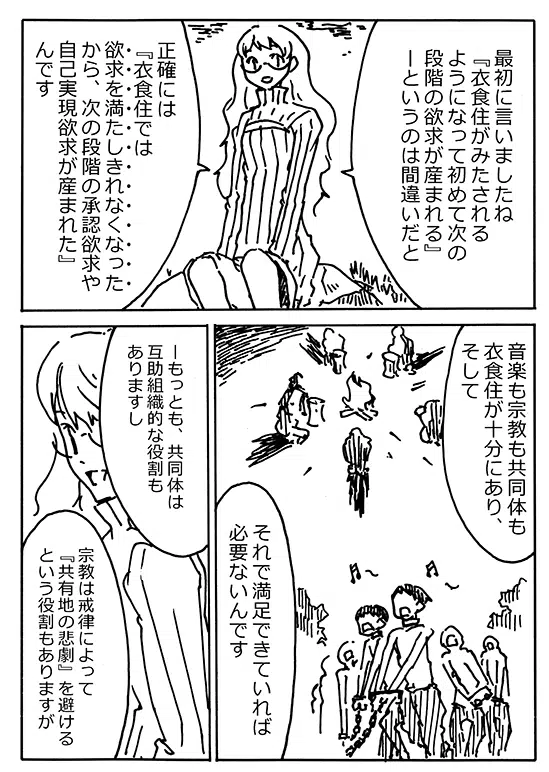 最初に言いましたね
『衣食住がみたされる
ようになって初めて次の
段階の欲求が産まれる』
ーというのは間違いだと
正確には
『衣食住では
欲求を満たしきれなくなった
から、次の段階の承認欲求や
自己実現欲求が産まれた』
んです
音楽も宗教も共同体も
衣食住が十分にあり、
そして
それで満足できていれば
必要ないんです
ーもっとも、共同体は
互助組織的な役割も
ありますし
宗教は戒律によって
『共有地の悲劇』を避ける
という役割もありますが